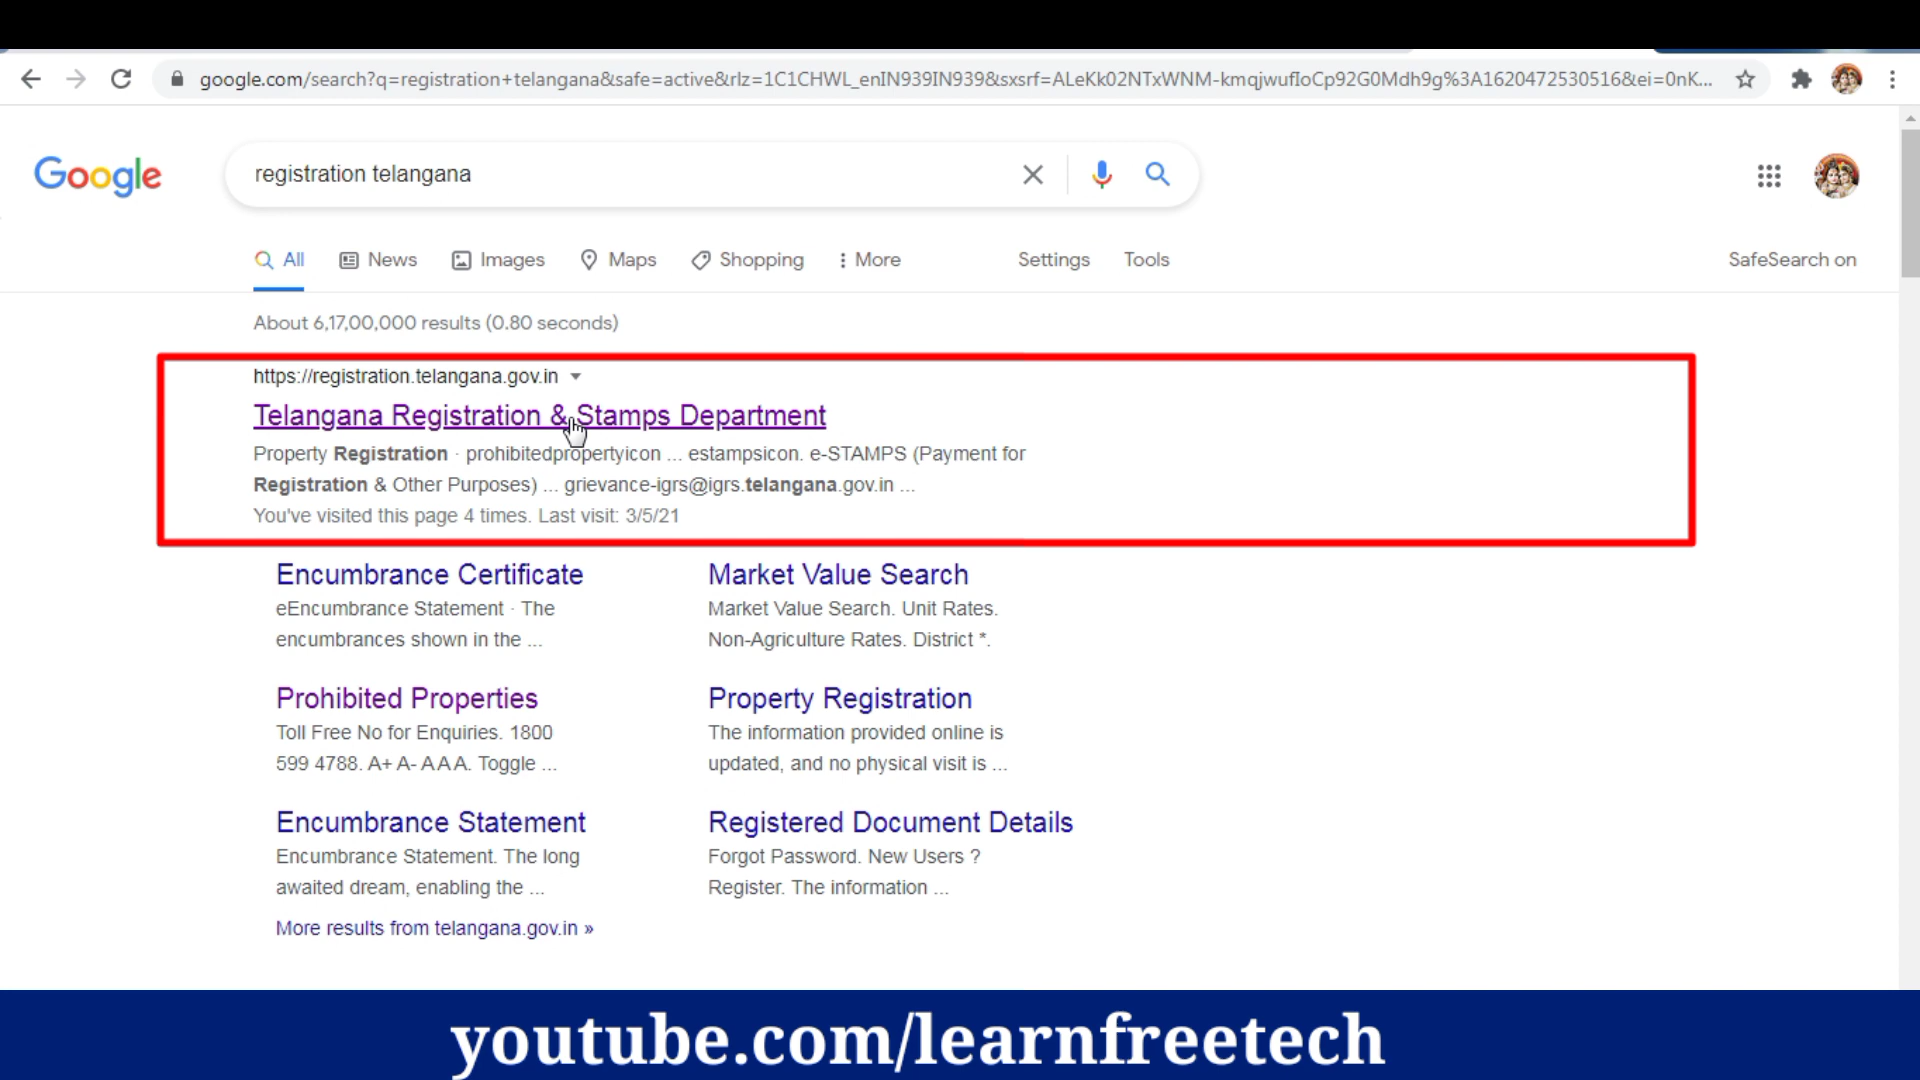 google.com/search?q=registration+telangana&safe=active&rlz=1C1CHWL_enIN939IN939&sxsrf=ALeKk02NTxWNM-kmqjwufIoCp92G0Mdh9g%3A1620472530516&ei=0nK...
Google
registration telangana
All News Images Maps Shopping More Settings Tools SafeSearch on
About 6,17,00,000 results (0.80 seconds)
https://registration.telangana.gov.in
Telangana Registration & Stamps Department
Property Registration · prohibitedpropertyicon ... estampsicon. e-STAMPS (Payment for
Registration & Other Purposes) ... grievance-igrs@igrs.telangana.gov.in ...
You've visited this page 4 times. Last visit: 3/5/21
Encumbrance Certificate
eEncumbrance Statement · The
encumbrances shown in the ...
Market Value Search
Market Value Search. Unit Rates.
Non-Agriculture Rates. District *.
Prohibited Properties
Toll Free No for Enquiries. 1800
599 4788. A+ A- A A A. Toggle ...
Property Registration
The information provided online is
updated, and no physical visit is ...
Encumbrance Statement
Encumbrance Statement. The long
awaited dream, enabling the ...
Registered Document Details
Forgot Password. New Users ?
Register. The information ...
More results from telangana.gov.in »
youtube.com/learnfreetech